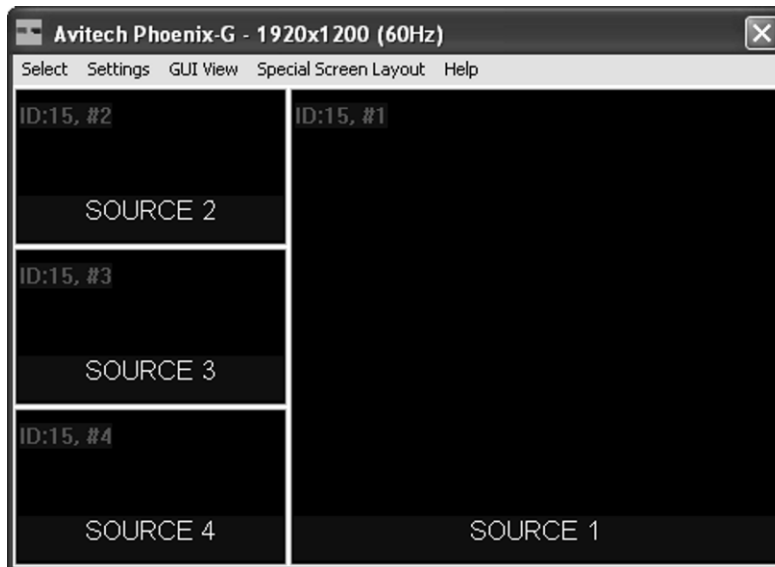 Avitech Phoenix-G - 1920x1200 (60Hz)
Select Settings GUI View Special Screen Layout Help
ID:15, #2
SOURCE 2
ID:15, #3
SOURCE 3
ID:15, #4
SOURCE 4
ID:15, #1
SOURCE 1